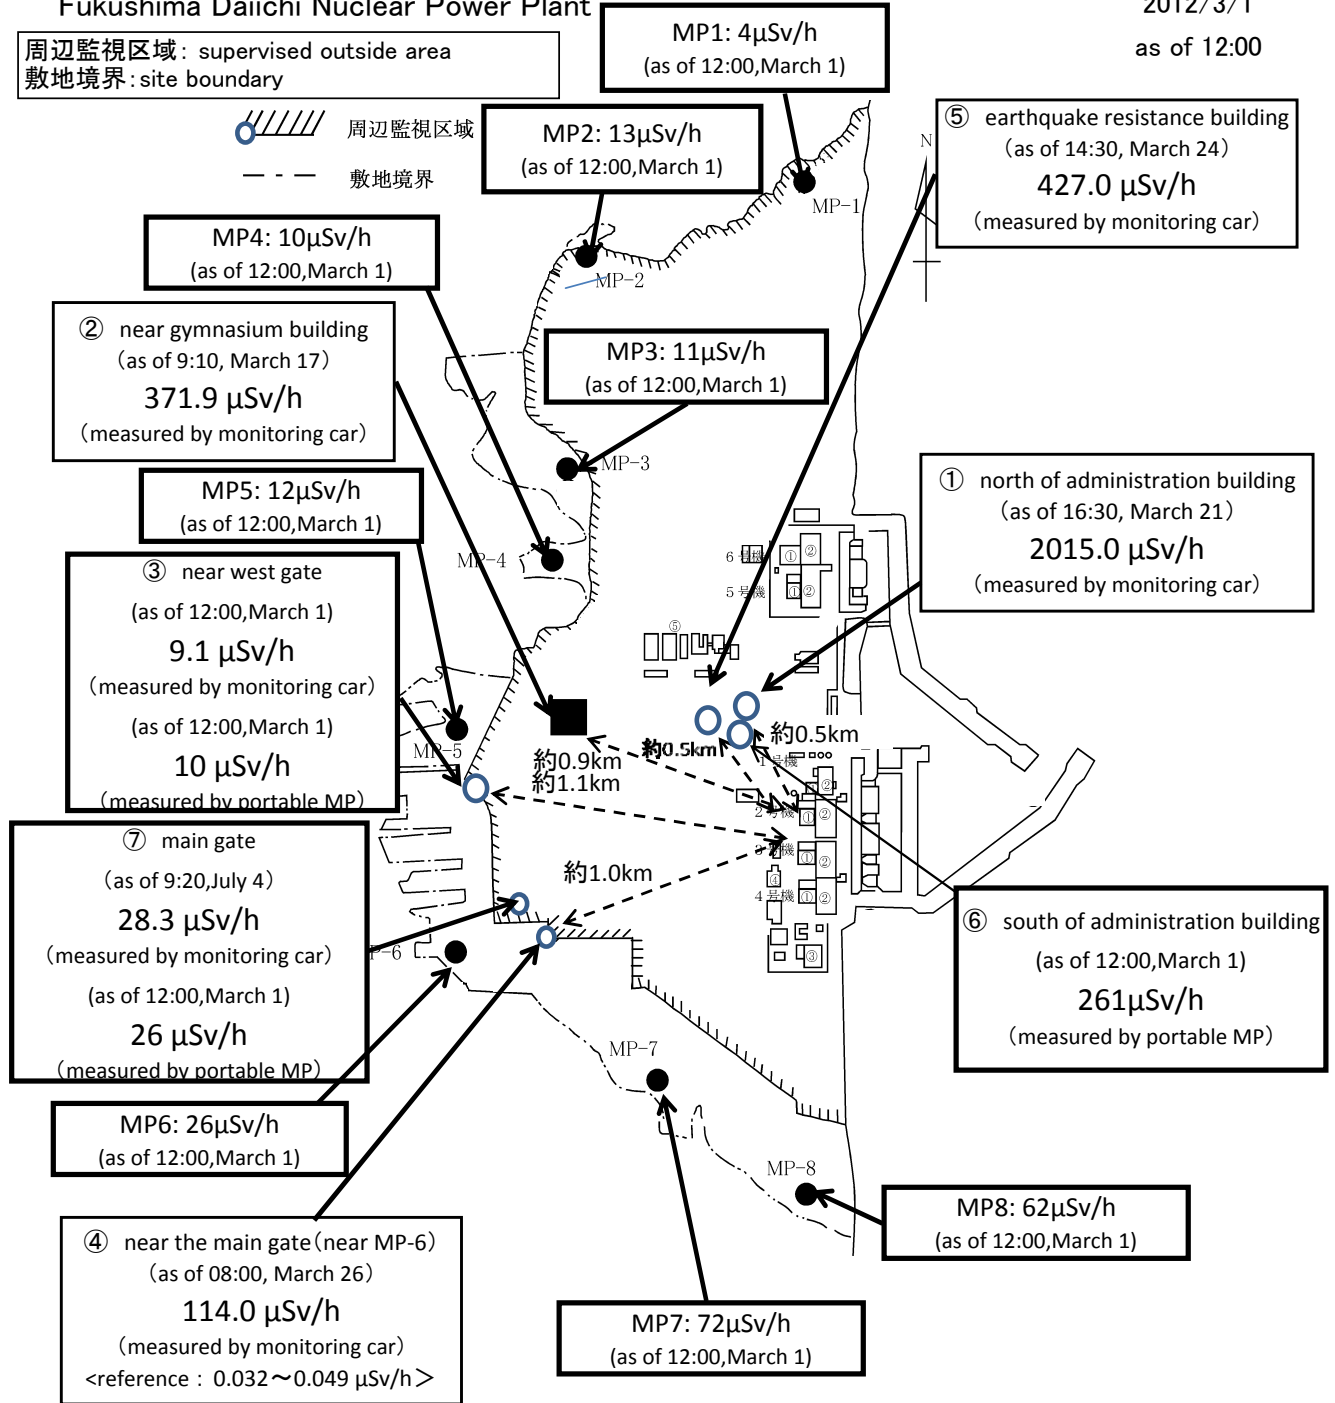 Fukushima Daiichi Nuclear Power Plant
2012/3/1
as of 12:00
周辺監視区域: supervised outside area
敷地境界:site boundary
周辺監視区域
敷地境界
MP1: 4μSv/h
(as of 12:00,March 1)
MP2: 13μSv/h
(as of 12:00,March 1)
⑤ earthquake resistance building
(as of 14:30, March 24)
427.0 μSv/h
(measured by monitoring car)
N
MP-1
MP4: 10μSv/h
(as of 12:00,March 1)
MP-2
② near gymnasium building
(as of 9:10, March 17)
371.9 μSv/h
(measured by monitoring car)
MP3: 11μSv/h
(as of 12:00,March 1)
MP-3
MP5: 12μSv/h
(as of 12:00,March 1)
① north of administration building
(as of 16:30, March 21)
2015.0 μSv/h
(measured by monitoring car)
MP-4
6号機
① ②
5号機
① ②
③ near west gate
(as of 12:00,March 1)
9.1 μSv/h
(measured by monitoring car)
(as of 12:00,March 1)
10 μSv/h
(measured by portable MP)
⑤
MP-5
約0.9km
約1.1km
約0.5km
約0.5km
1号機
②
2号機
① ②
3号機
① ②
④
4号機
① ②
③
約1.0km
⑦ main gate
(as of 9:20,July 4)
28.3 μSv/h
(measured by monitoring car)
(as of 12:00,March 1)
26 μSv/h
(measured by portable MP)
P-6
⑥ south of administration building
(as of 12:00,March 1)
261μSv/h
(measured by portable MP)
MP-7
MP6: 26μSv/h
(as of 12:00,March 1)
MP-8
MP8: 62μSv/h
(as of 12:00,March 1)
④ near the main gate(near MP-6)
(as of 08:00, March 26)
114.0 μSv/h
(measured by monitoring car)
<reference : 0.032～0.049 μSv/h＞
MP7: 72μSv/h
(as of 12:00,March 1)